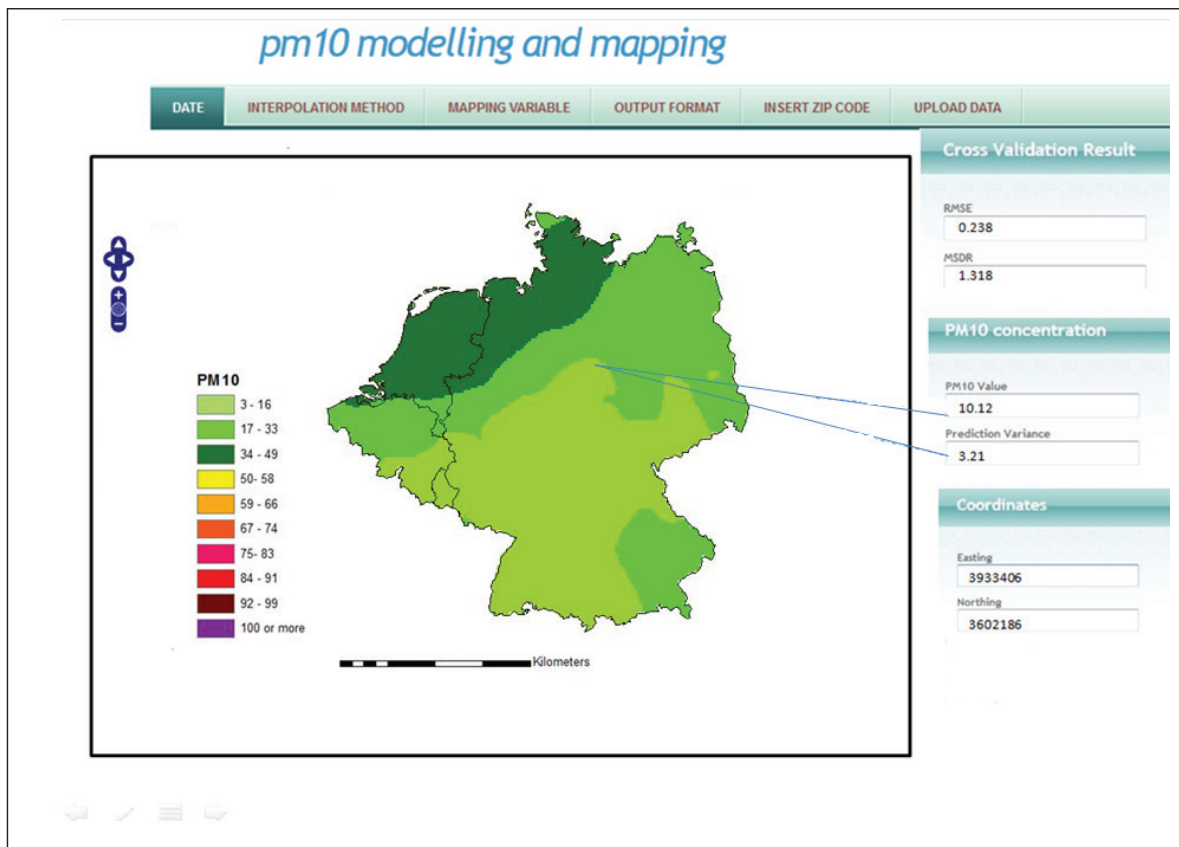 pm10 modelling and mapping
DATE INTERPOLATION METHOD MAPPING VARIABLE OUTPUT FORMAT INSERT ZIP CODE UPLOAD DATA
Cross Validation Result
RMSE
0.238
MSDR
1.318
PM10 concentration
PM10 Value
10.12
Prediction Variance
3.21
Coordinates
Easting
3933406
Northing
3602186
PM10
3 - 16
17 - 33
34 - 49
50- 58
59 - 66
67 - 74
75- 83
84 - 91
92 - 99
100 or more
Kilometers